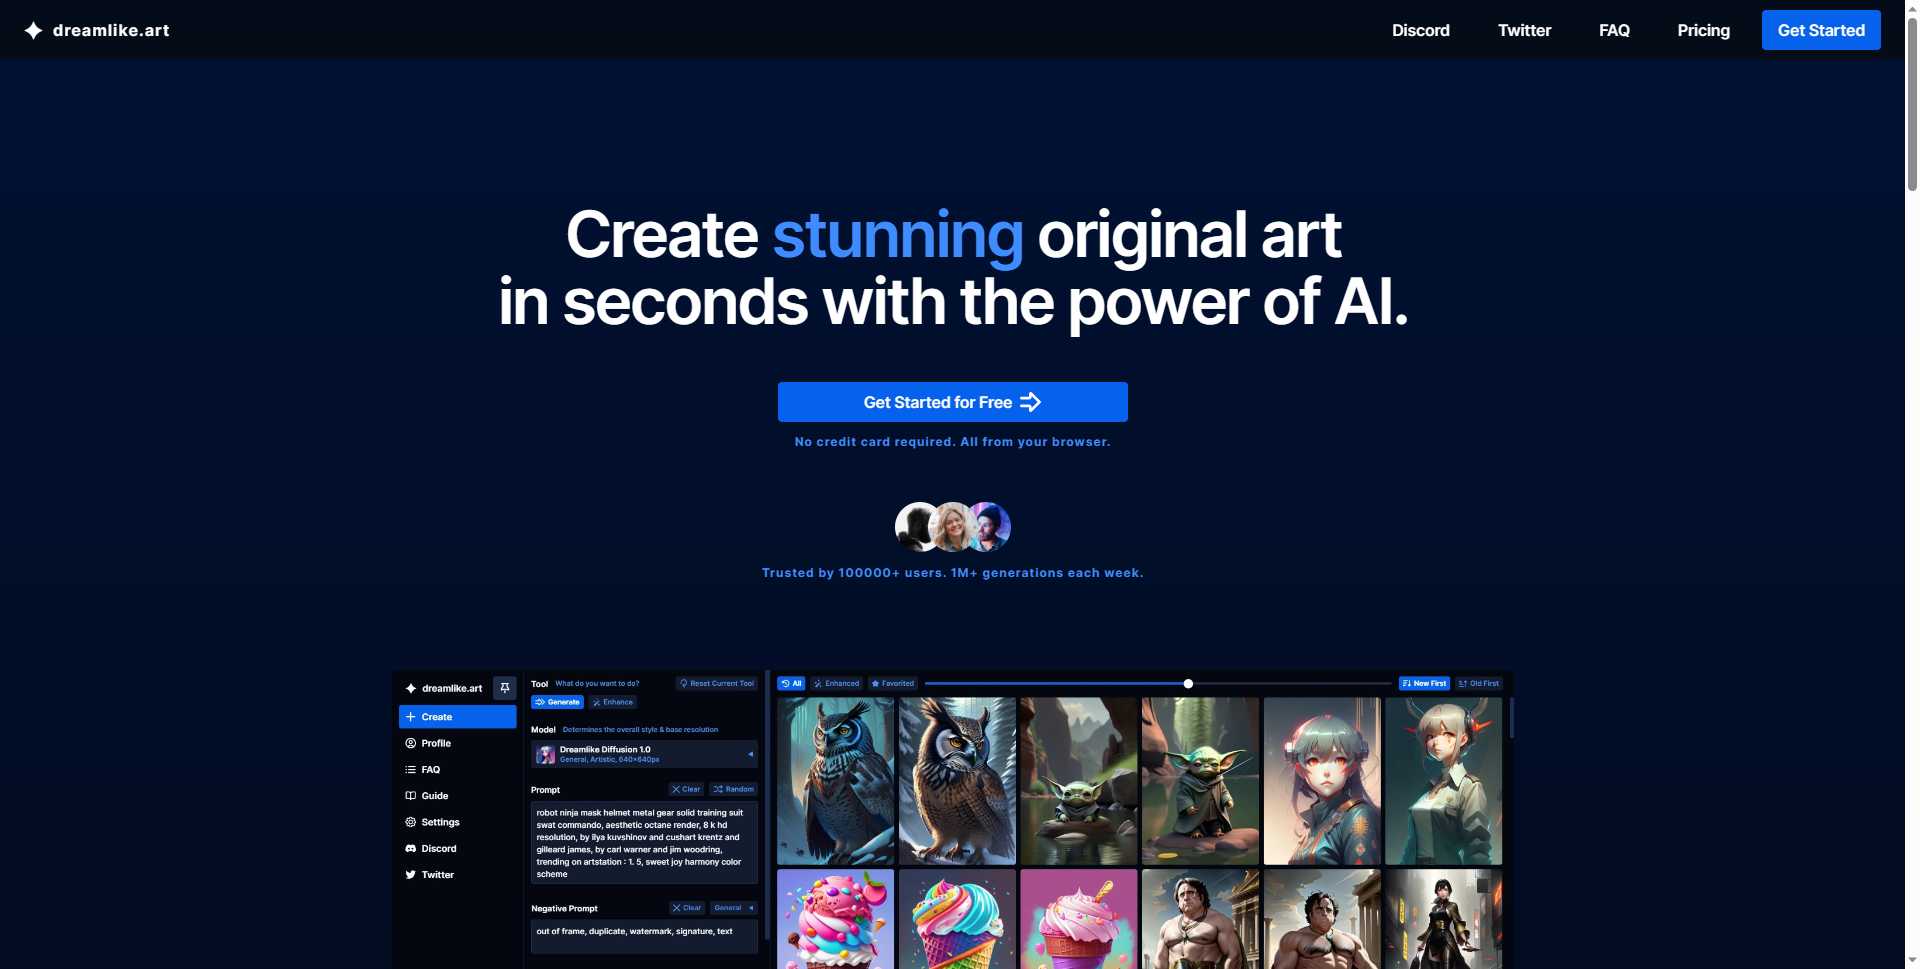 dreamlike.art
Discord
Twitter
FAQ
Pricing
Get Started
Create stunning original art
in seconds with the power of AI.
Get Started for Free
No credit card required. All from your browser.
Trusted by 100000+ users. 1M+ generations each week.
dreamlike.art
Create
Profile
FAQ
Guide
Settings
Discord
Twitter
Tool What do you want to do? Reset Current Tool
Generate Enhance
Model Determines the overall style & base resolution
Dreamlike Diffusion 1.0
General, Artistic, 640×640px
Prompt Clear Random
robot ninja mask helmet metal gear solid training suit
swat commando, aesthetic octane render, 8 k hd
resolution, by ilya kuvshinov and cushart krentz and
gilleard james, by carl warner and jim woodring,
trending on artstation : 1. 5, sweet joy harmony color
scheme
Negative Prompt Clear General
out of frame, duplicate, watermark, signature, text
All Enhanced Favorited New First Old First